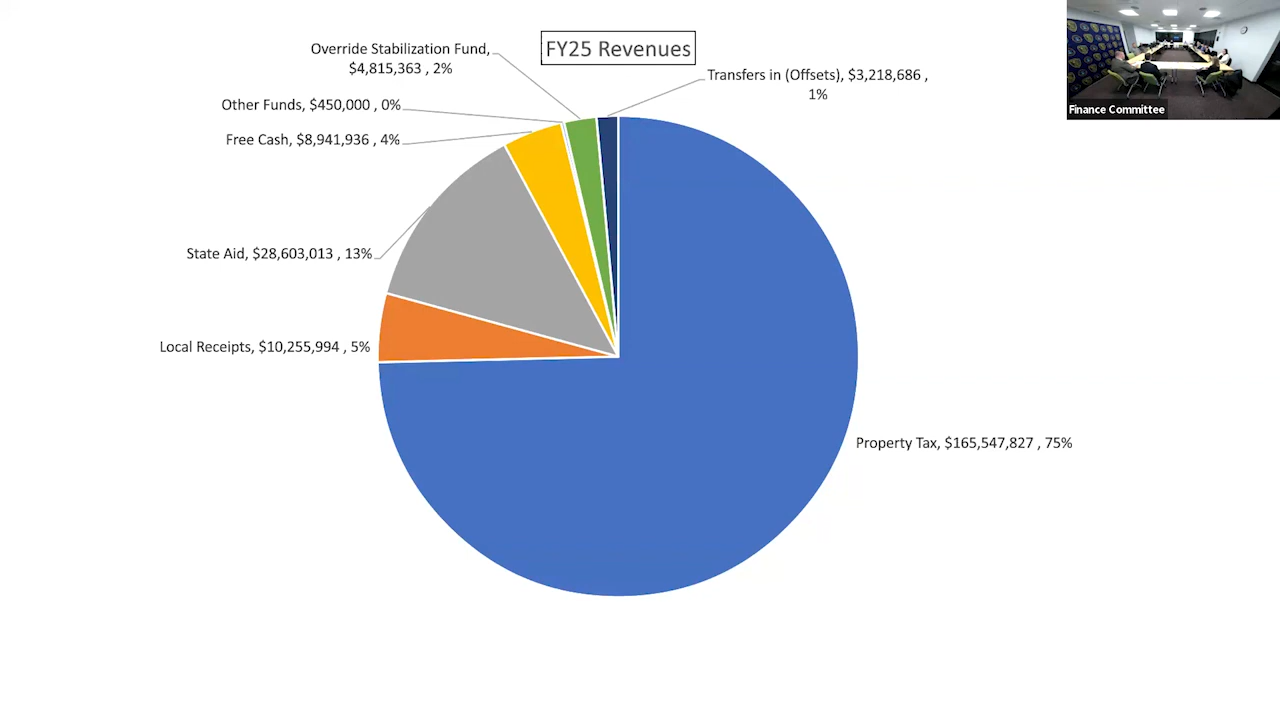 FY25 Revenues
Override Stabilization Fund,
$4,815,363 , 2%
Transfers in (Offsets), $3,218,686 ,
1%
Other Funds, $450,000 , 0%
Free Cash, $8,941,936 , 4%
Finance Committee
State Aid, $28,603,013 , 13%
Local Receipts, $10,255,994 , 5%
Property Tax, $165,547,827 , 75%